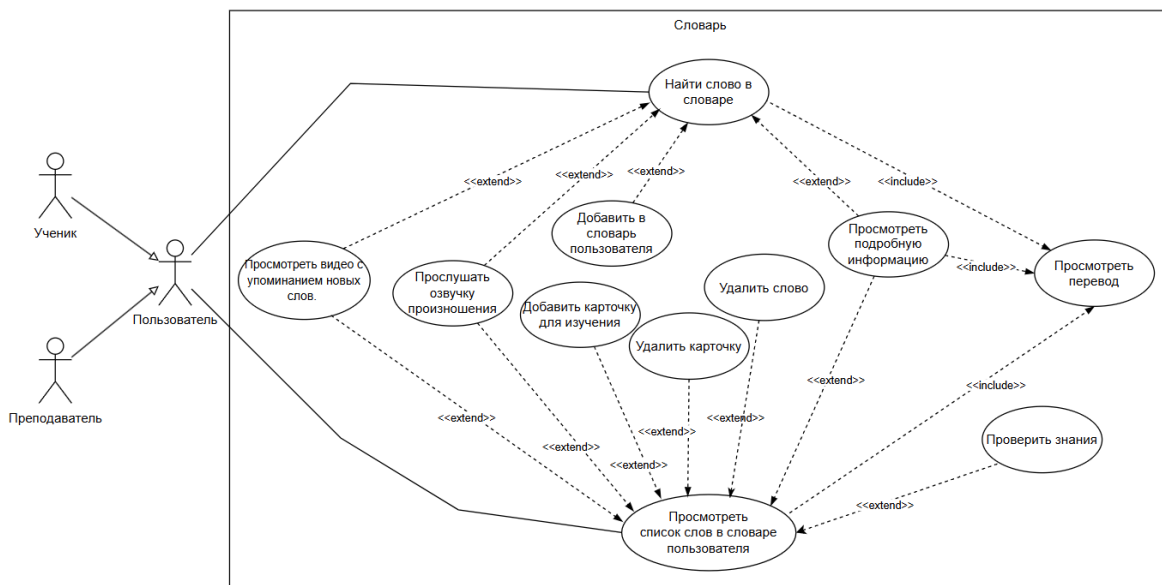 Словарь
Найти слово в
словаре
<<extend>>
<<extend>>
<<extend>>
<<extend>>
<<include>>
Ученик
Добавить в
словарь
пользователя
Просмотреть
подробную
информацию
Просмотреть видео с
упоминанием новых
слов.
Прослушать
озвучку
произношения
<<include>>
Просмотреть
перевод
Удалить слово
Пользователь
Добавить карточку
для изучения
Удалить карточку
<<extend>>
<<include>>
Преподаватель
<<extend>>
<<extend>>
<<extend>>
<<extend>>
<<extend>>
Проверить знания
<<extend>>
Просмотреть
список слов в словаре
пользователя